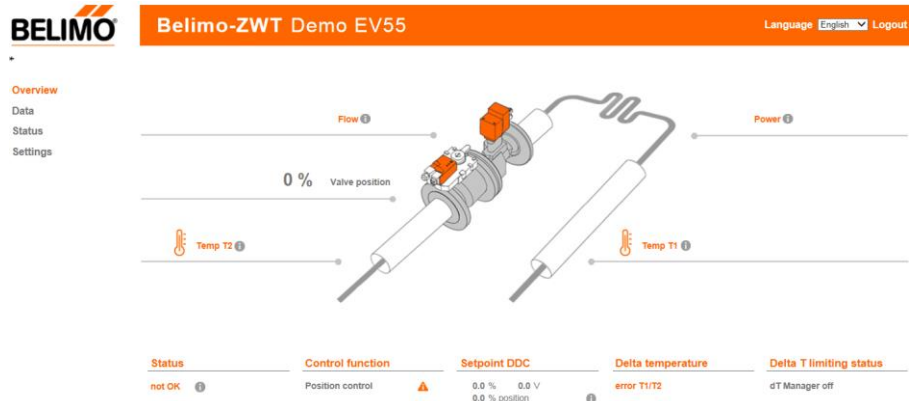 BELIMO
Belimo-ZWT Demo EV55
Language English Logout
Overview
Data
Status
Settings
Flow
Power
0 % Valve position
Temp T2
Temp T1
Status
Control function
Setpoint DDC
Delta temperature
Delta T limiting status
not OK
Position control
0.0 % 0.0 V
error T1/T2
dT Manager off
0.0 % position